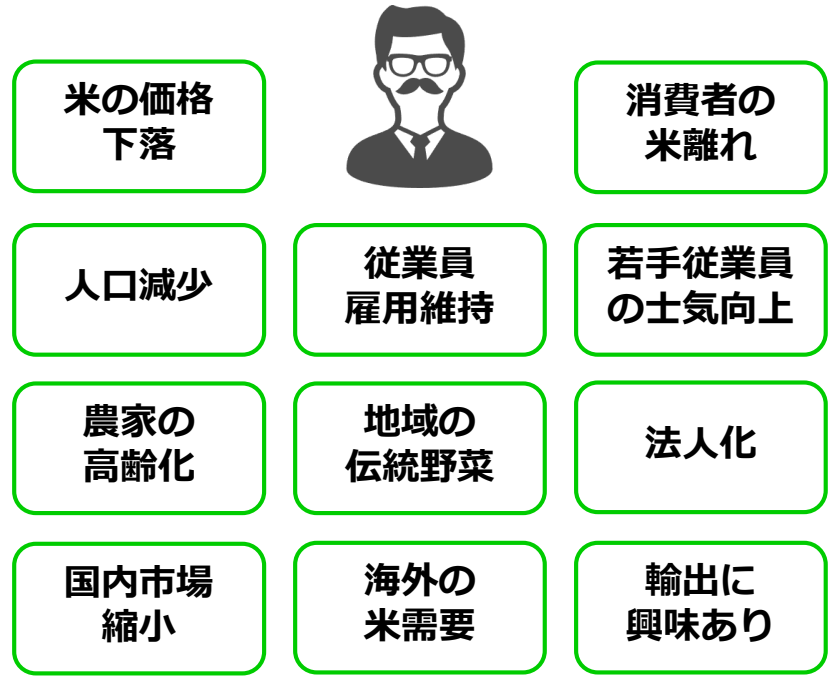 米の価格
下落
消費者の
米離れ
人口減少
従業員
雇用維持
若手従業員
の士気向上
農家の
高齢化
地域の
伝統野菜
法人化
国内市場
縮小
海外の
米需要
輸出に
興味あり